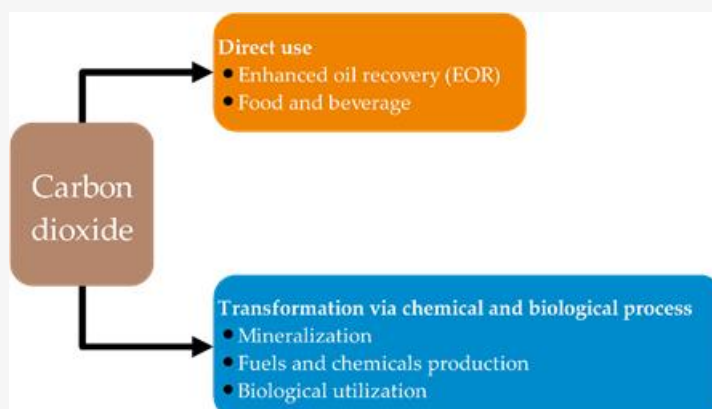 Direct use
• Enhanced oil recovery (EOR)
• Food and beverage
Carbon
dioxide
Transformation via chemical and biological process
• Mineralization
• Fuels and chemicals production
• Biological utilization